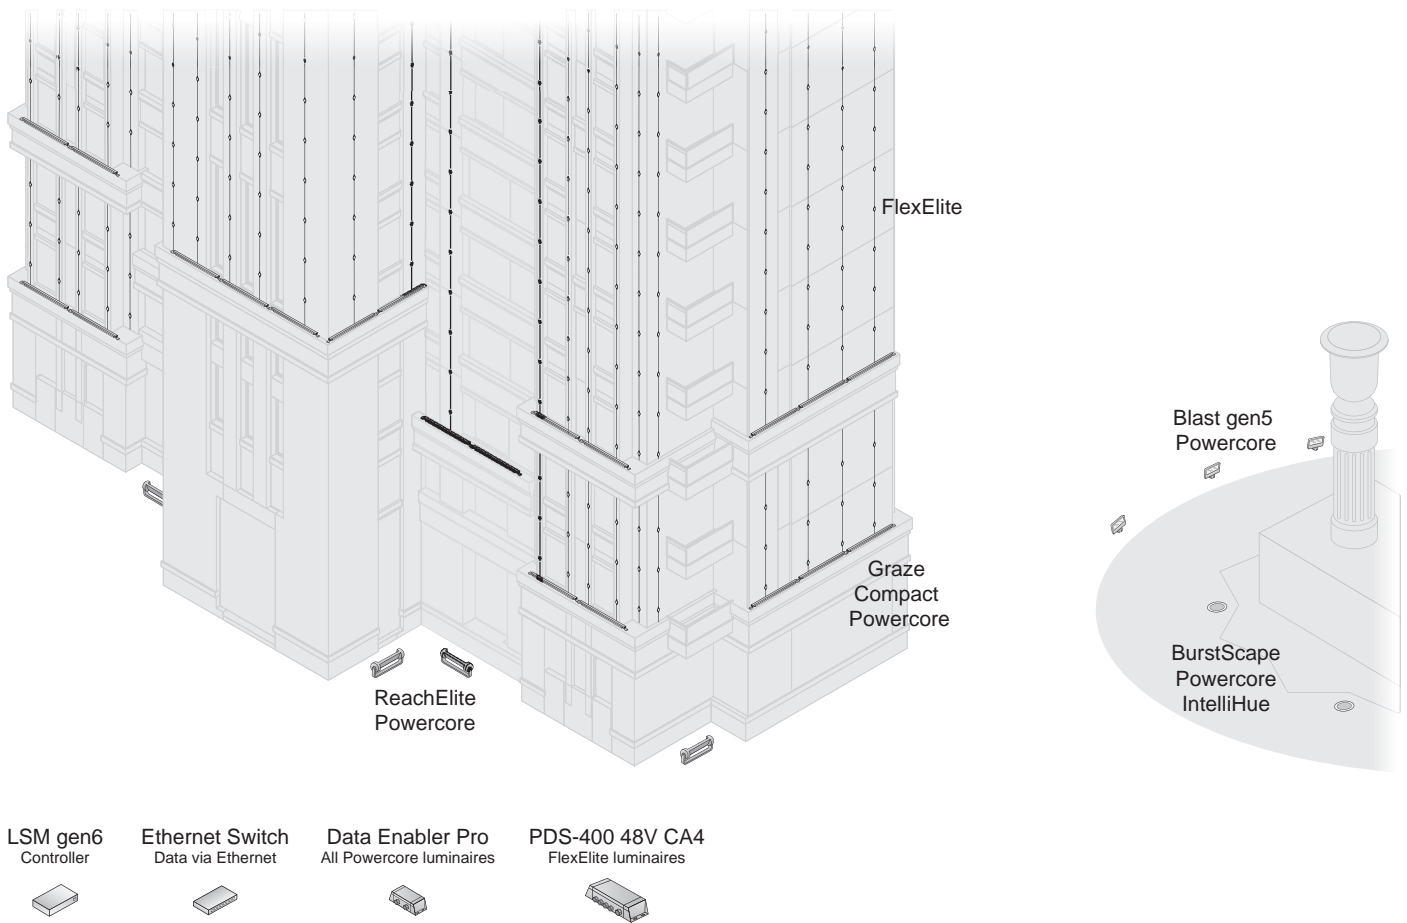 FlexElite
Blast gen5
Powercore
Graze
Compact
Powercore
BurstScape
Powercore
IntelliHue
ReachElite
Powercore
LSM gen6
Controller
Ethernet Switch
Data via Ethernet
Data Enabler Pro
All Powercore luminaires
PDS-400 48V CA4
FlexElite luminaires